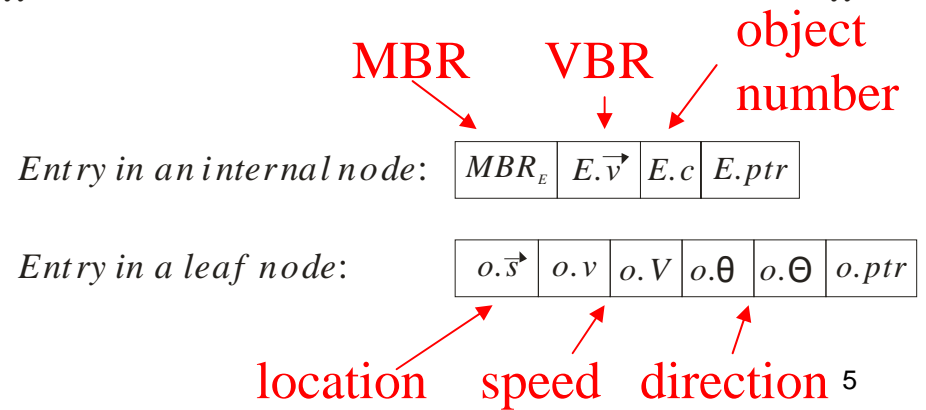 object
MBR VBR
number
Entry in an internal node: MBR_E E.v⃗ E.c E.ptr
Entry in a leaf node: o.s⃗ o.v o.V o.θ o.Θ o.ptr
location speed direction 5